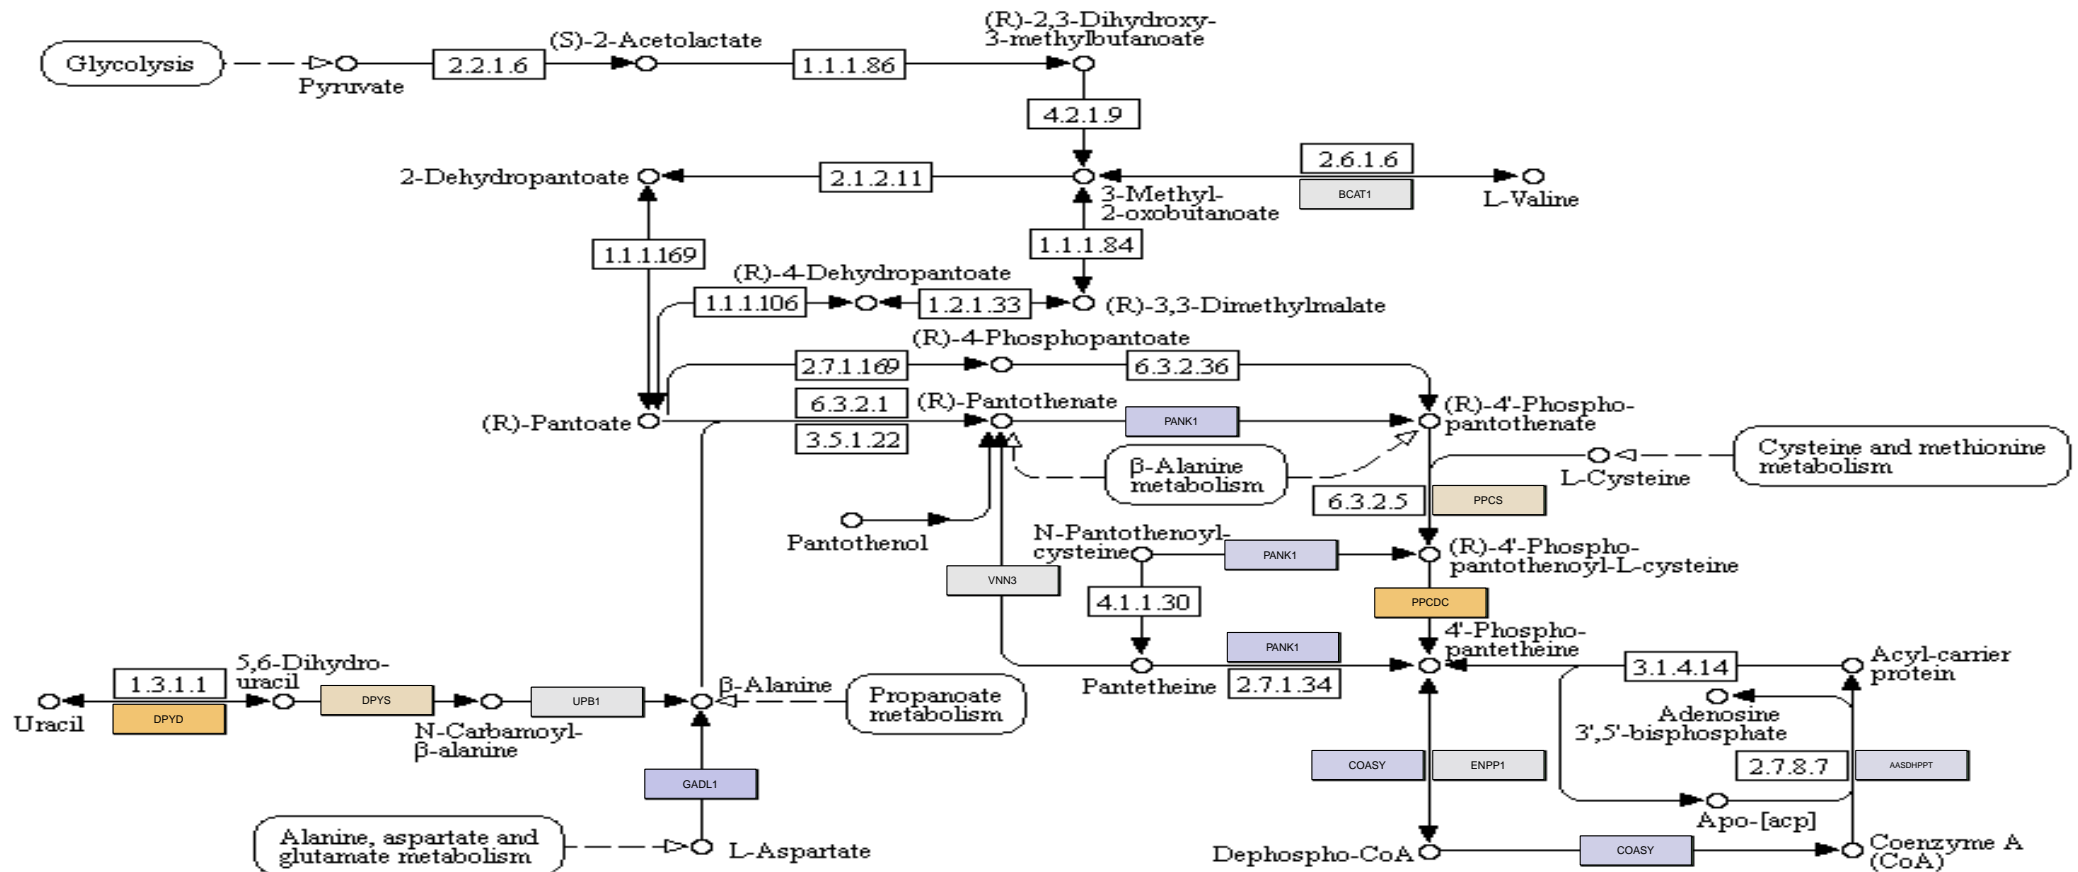 (R)-2,3-Dihydroxy-
3-methylbutanoate
(S)-2-Acetolactate
Glycolysis
2.2.1.6
1.1.1.86
Pyruvate
4.2.1.9
2-Dehydropantoate
2.1.2.11
2.6.1.6
BCAT1
3-Methyl-
2-oxobutanoate
L-Valine
1.1.1.169
1.1.1.84
(R)-4-Dehydropantoate
1.1.1.106
1.2.1.33
(R)-3,3-Dimethylmalate
(R)-4-Phosphopantoate
2.7.1.169
6.3.2.36
6.3.2.1
(R)-Pantothenate
(R)-4'-Phospho-
pantothenate
(R)-Pantoate
PANK1
3.5.1.22
β-Alanine
metabolism
Cysteine and methionine
metabolism
L-Cysteine
6.3.2.5
PPCS
Pantothenol
N-Pantothenoyl-
cysteine
PANK1
(R)-4'-Phospho-
pantothenoyl-L-cysteine
VNN3
4.1.1.30
PPCDC
4'-Phospho-
pantetheine
PANK1
Pantetheine
2.7.1.34
3.1.4.14
Acyl-carrier
protein
1.3.1.1
5,6-Dihydro-
uracil
DPYS
UPB1
β-Alanine
Propanoate
metabolism
Uracil
DPYD
N-Carbamoyl-
β-alanine
Adenosine
3',5'-bisphosphate
GADL1
COASY
ENPP1
2.7.8.7
AASDHPPT
Apo-[acp]
Alanine, aspartate and
glutamate metabolism
L-Aspartate
Dephospho-CoA
COASY
Coenzyme A
(CoA)